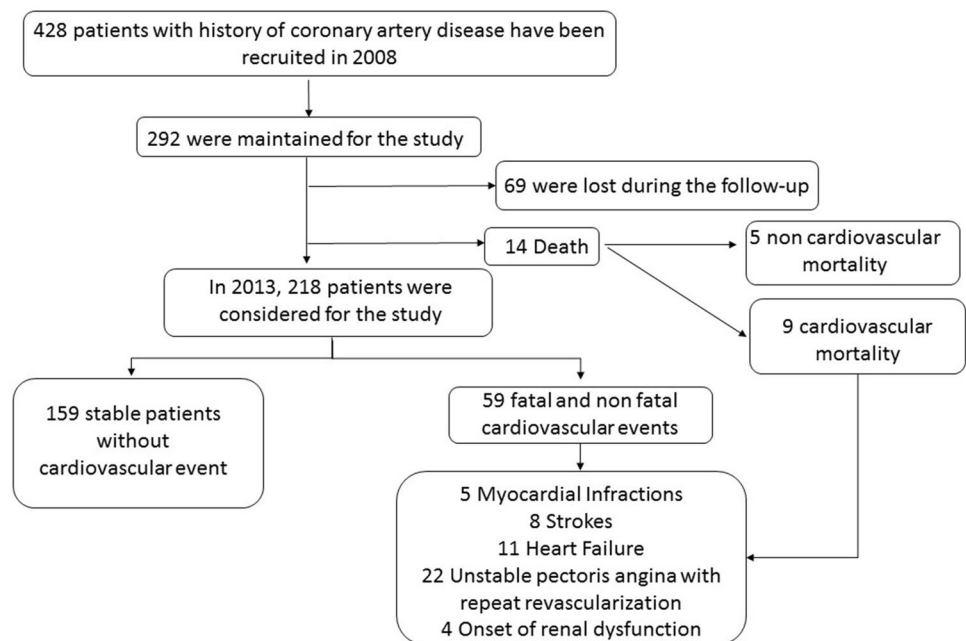 428 patients with history of coronary artery disease have been
recruited in 2008
292 were maintained for the study
69 were lost during the follow-up
14 Death
5 non cardiovascular
mortality
In 2013, 218 patients were
considered for the study
9 cardiovascular
mortality
159 stable patients
without
cardiovascular event
59 fatal and non fatal
cardiovascular events
5 Myocardial Infractions
8 Strokes
11 Heart Failure
22 Unstable pectoris angina with
repeat revascularization
4 Onset of renal dysfunction